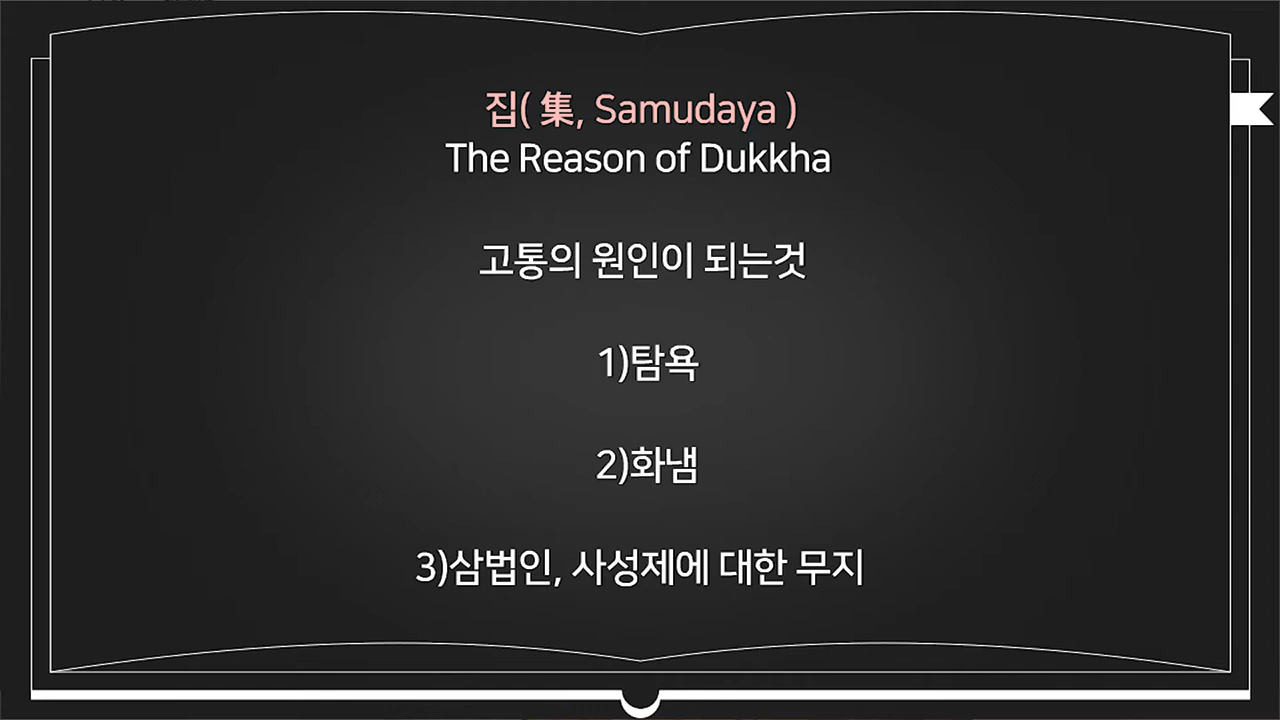 집( 集, Samudaya )
The Reason of Dukkha
고통의 원인이 되는것
1)탐욕
2)화냄
3)삼법인, 사성제에 대한 무지